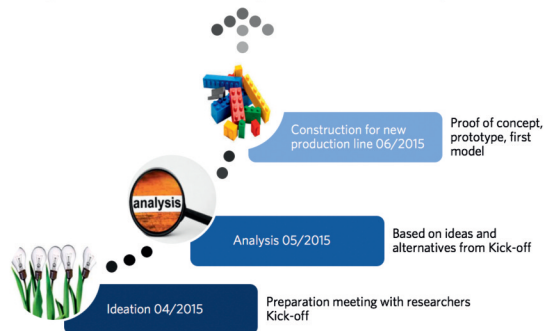 Construction for new
production line 06/2015
Proof of concept,
prototype, first
model
analysis
Analysis 05/2015
Based on ideas and
alternatives from Kick-off
Ideation 04/2015
Preparation meeting with researchers
Kick-off